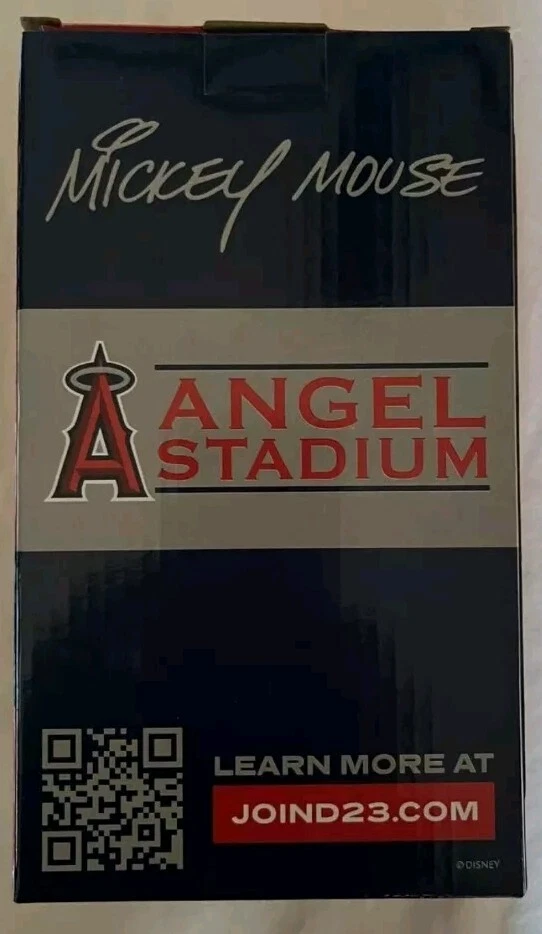 MICKEY MOUSE
A ANGEL
STADIUM
LEARN MORE AT
JOIND23.COM
©DISNEY